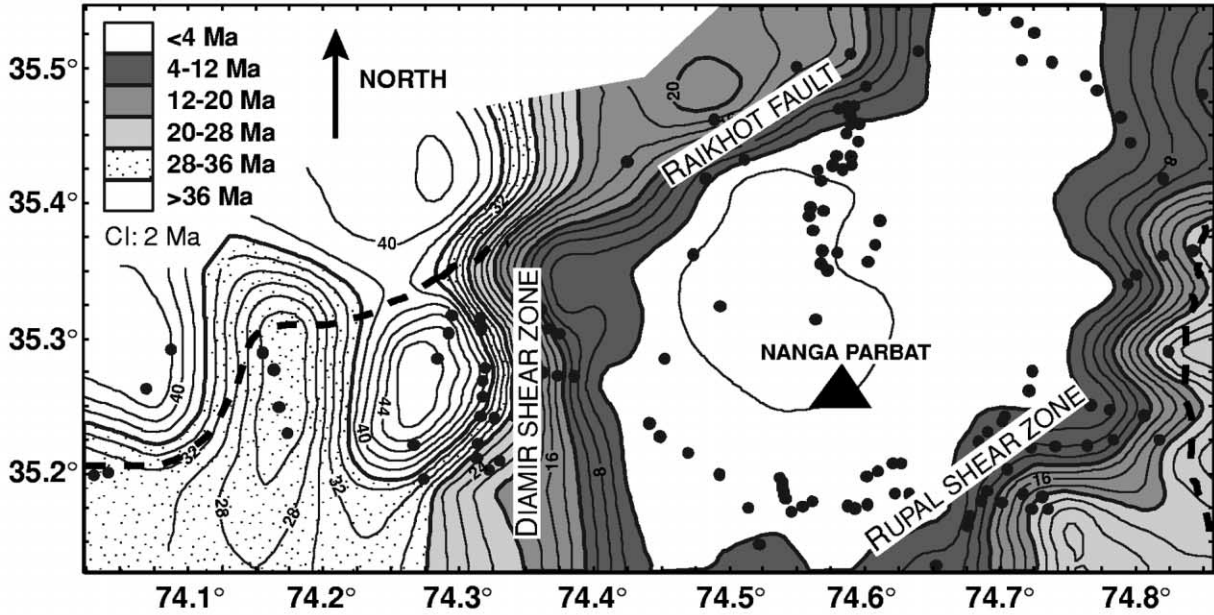 <4 Ma
4-12 Ma
12-20 Ma
20-28 Ma
28-36 Ma
>36 Ma
CI: 2 Ma
NORTH
35.5°
35.4°
35.3°
35.2°
20
RAIKHOT FAULT
8
32
40
40
DIAMIR SHEAR ZONE
NANGA PARBAT
44
40
32
32
28
28
24
16
8
16
RUPAL SHEAR ZONE
74.1°
74.2°
74.3°
74.4°
74.5°
74.6°
74.7°
74.8°